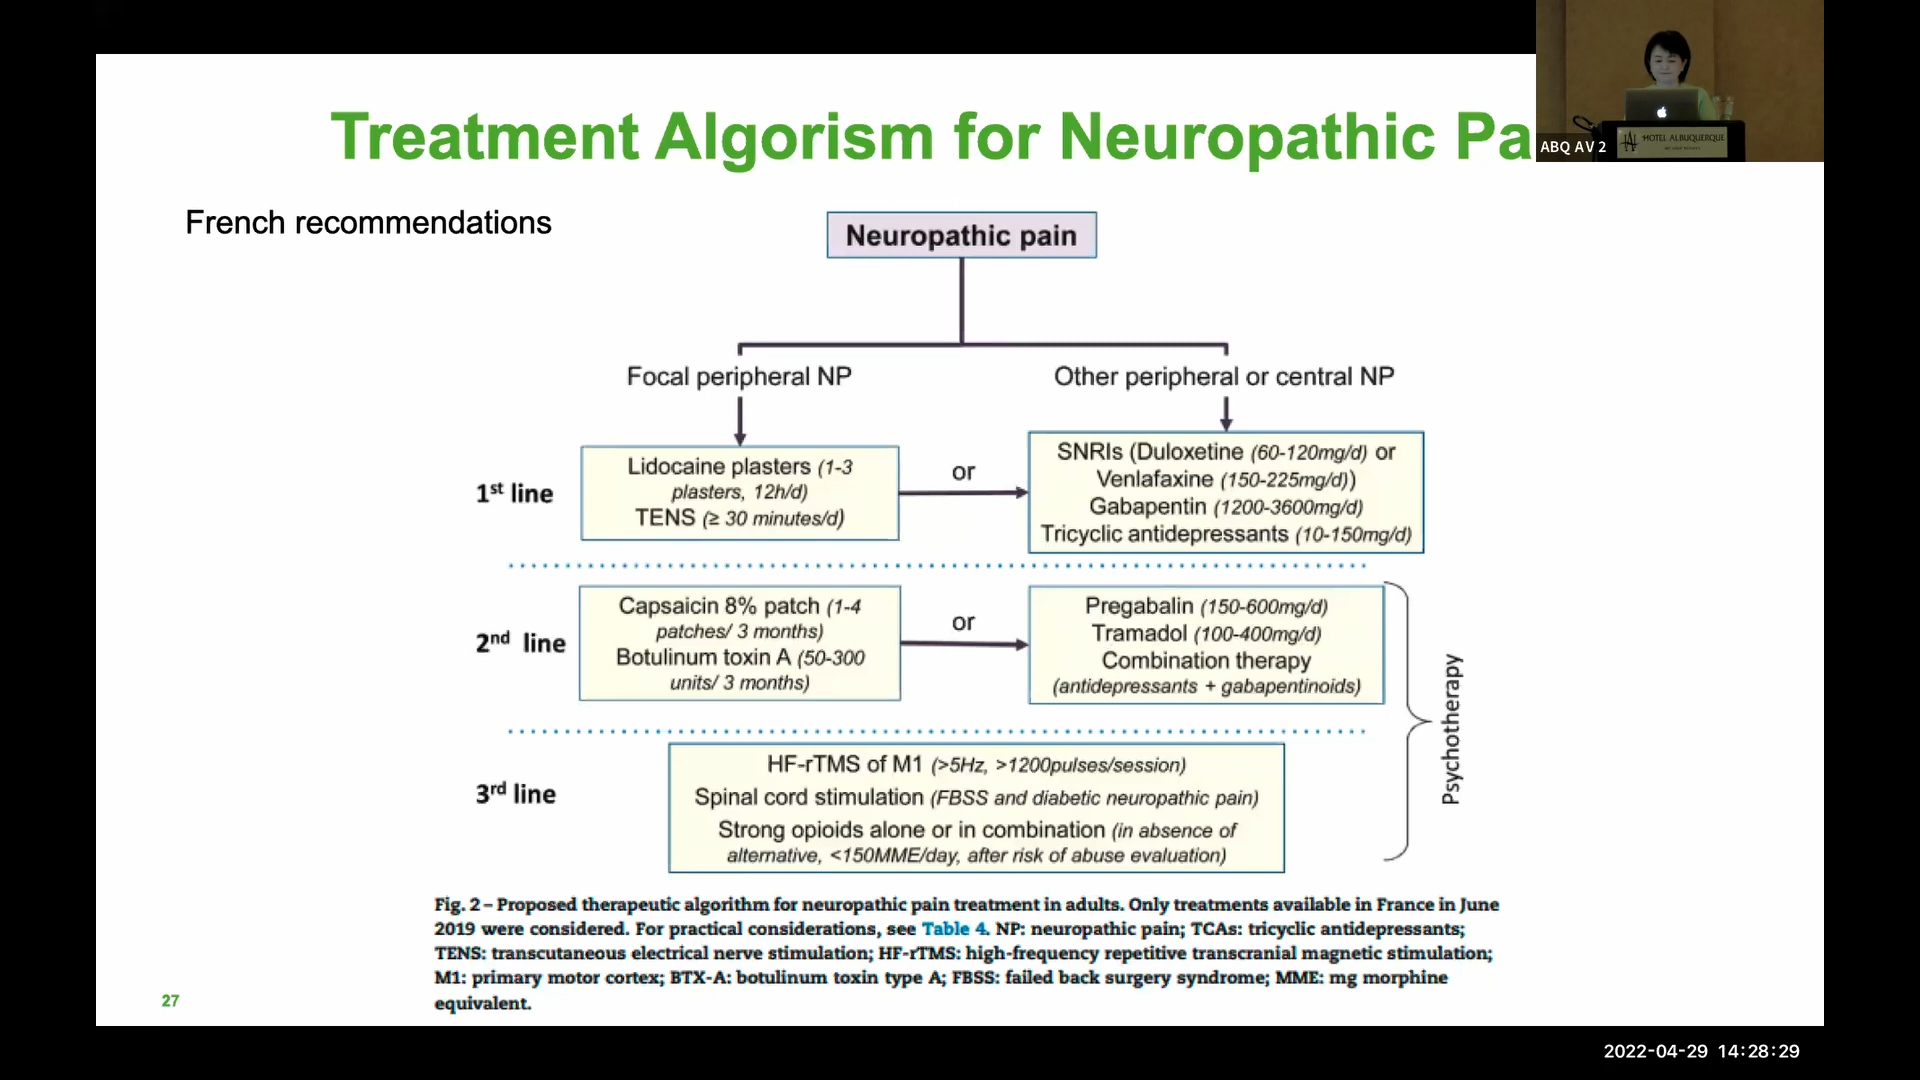 Treatment Algorism for Neuropathic Pa
ABQ AV 2
HOTEL ALBUQUERQUE
French recommendations
Neuropathic pain
Focal peripheral NP
Other peripheral or central NP
1st line
Lidocaine plasters (1-3
plasters, 12h/d)
TENS (≥ 30 minutes/d)
or
SNRIs (Duloxetine (60-120mg/d) or
Venlafaxine (150-225mg/d))
Gabapentin (1200-3600mg/d)
Tricyclic antidepressants (10-150mg/d)
2nd line
Capsaicin 8% patch (1-4
patches/ 3 months)
Botulinum toxin A (50-300
units/ 3 months)
or
Pregabalin (150-600mg/d)
Tramadol (100-400mg/d)
Combination therapy
(antidepressants + gabapentinoids)
Psychotherapy
3rd line
HF-rTMS of M1 (>5Hz, >1200pulses/session)
Spinal cord stimulation (FBSS and diabetic neuropathic pain)
Strong opioids alone or in combination (in absence of
alternative, <150MME/day, after risk of abuse evaluation)
Fig. 2 – Proposed therapeutic algorithm for neuropathic pain treatment in adults. Only treatments available in France in June
2019 were considered. For practical considerations, see Table 4. NP: neuropathic pain; TCAs: tricyclic antidepressants;
TENS: transcutaneous electrical nerve stimulation; HF-rTMS: high-frequency repetitive transcranial magnetic stimulation;
M1: primary motor cortex; BTX-A: botulinum toxin type A; FBSS: failed back surgery syndrome; MME: mg morphine
equivalent.
27
2022-04-29 14:28:29